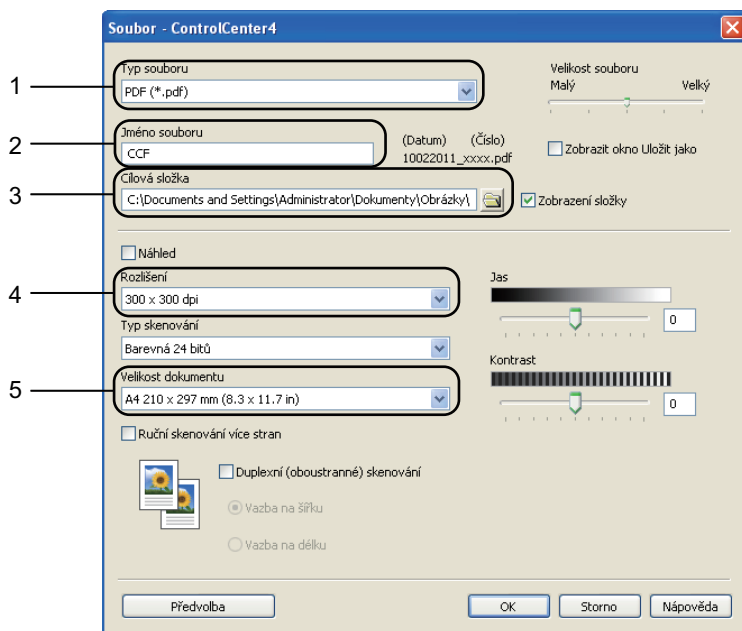 Soubor - ControlCenter4
1
Typ souboru
PDF (*.pdf)
Velikost souboru
Malý Velký
2
Jméno souboru
CCF
(Datum) (Číslo)
10022011_xxxx.pdf
Zobrazit okno Uložit jako
3
Cílová složka
C:\Documents and Settings\Administrator\Dokumenty\Obrázky\
Zobrazení složky
Náhled
4
Rozlišení
300 x 300 dpi
Jas
0
Typ skenování
Barevná 24 bitů
Kontrast
0
5
Velikost dokumentu
A4 210 x 297 mm (8.3 x 11.7 in)
Ruční skenování více stran
Duplexní (oboustranné) skenování
Vazba na šířku
Vazba na délku
Předvolba OK Storno Nápověda